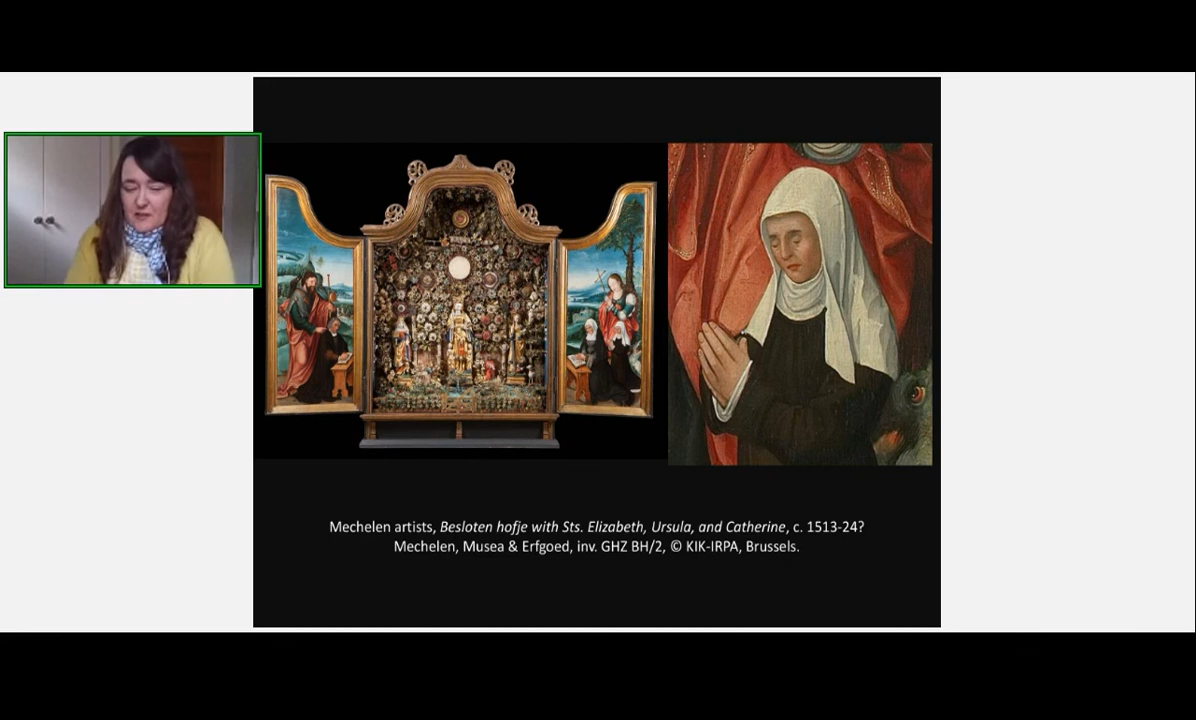 Mechelen artists, Besloten hofje with Sts. Elizabeth, Ursula, and Catherine, c. 1513-24?
Mechelen, Musea & Erfgoed, inv. GHZ BH/2, © KIK-IRPA, Brussels.